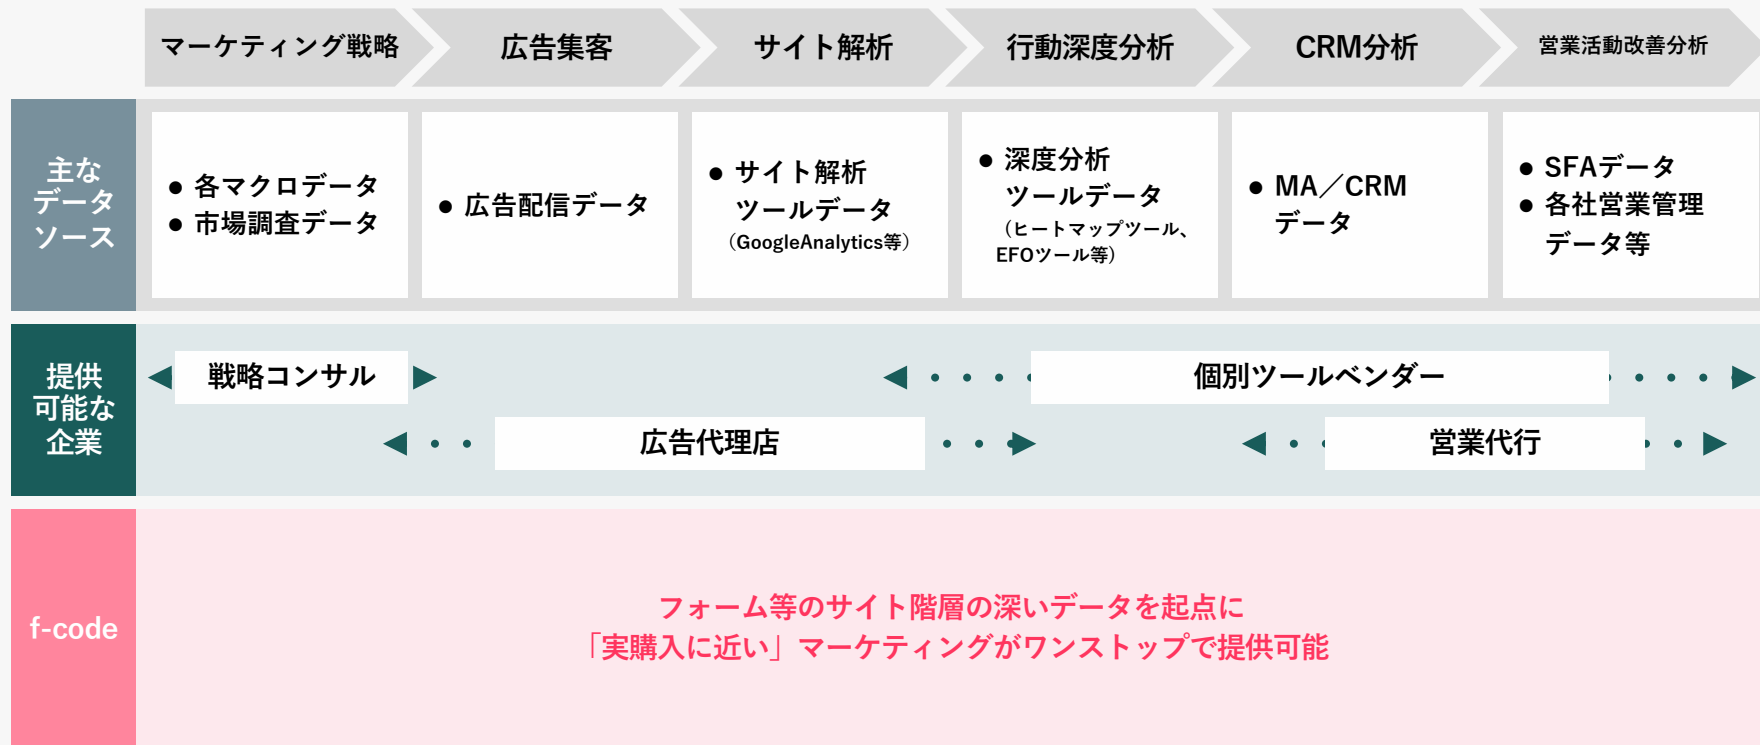 マーケティング戦略
広告集客
サイト解析
行動深度分析
CRM分析
営業活動改善分析
主な
データ
ソース
● 各マクロデータ
● 市場調査データ
● 広告配信データ
● サイト解析
ツールデータ
（GoogleAnalytics等）
● 深度分析
ツールデータ
（ヒートマップツール、
EFOツール等）
● MA／CRM
データ
● SFAデータ
● 各社営業管理
データ等
提供
可能な
企業
戦略コンサル
個別ツールベンダー
広告代理店
営業代行
f-code
フォーム等のサイト階層の深いデータを起点に
「実購入に近い」マーケティングがワンストップで提供可能